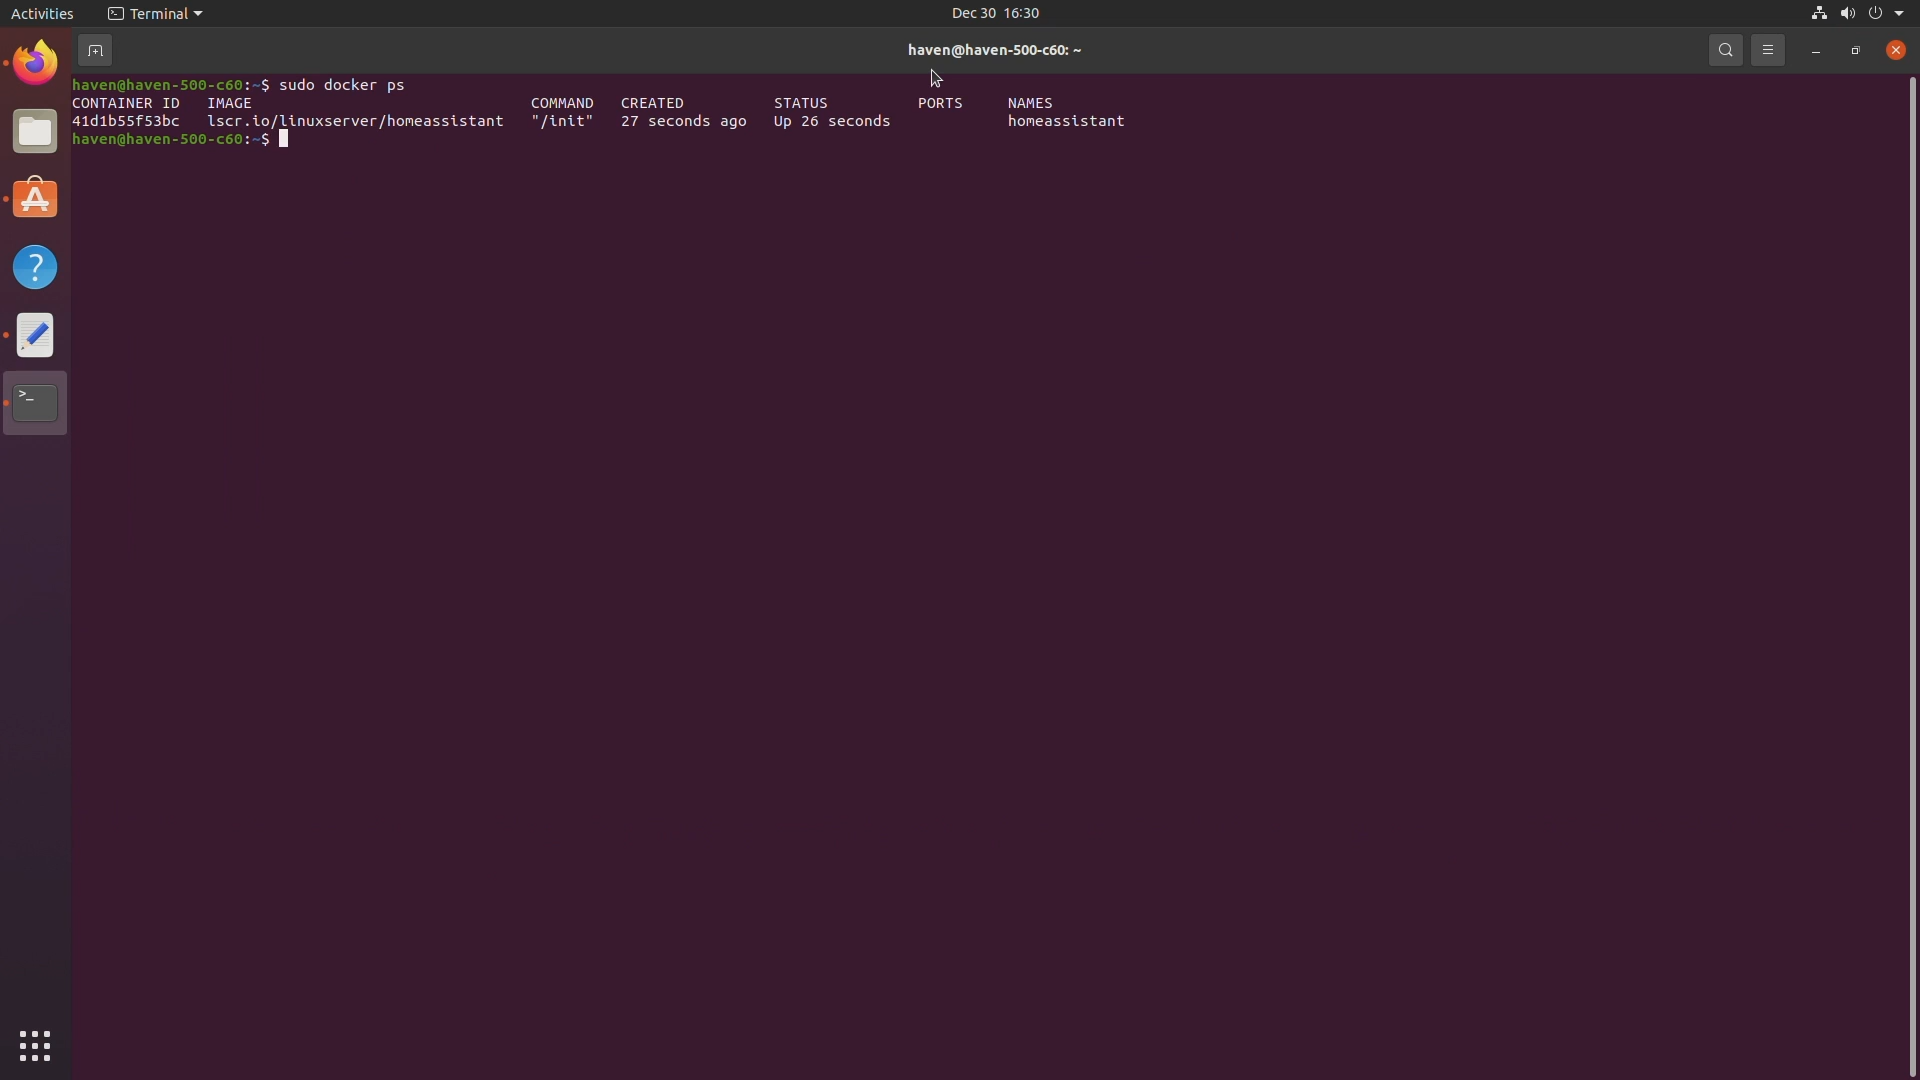 Activities Terminal Dec 30 16:30
haven@haven-500-c60: ~
haven@haven-500-c60:~$ sudo docker ps
CONTAINER ID IMAGE COMMAND CREATED STATUS PORTS NAMES
41d1b55f53bc lscr.io/linuxserver/homeassistant "/init" 27 seconds ago Up 26 seconds homeassistant
haven@haven-500-c60:~$